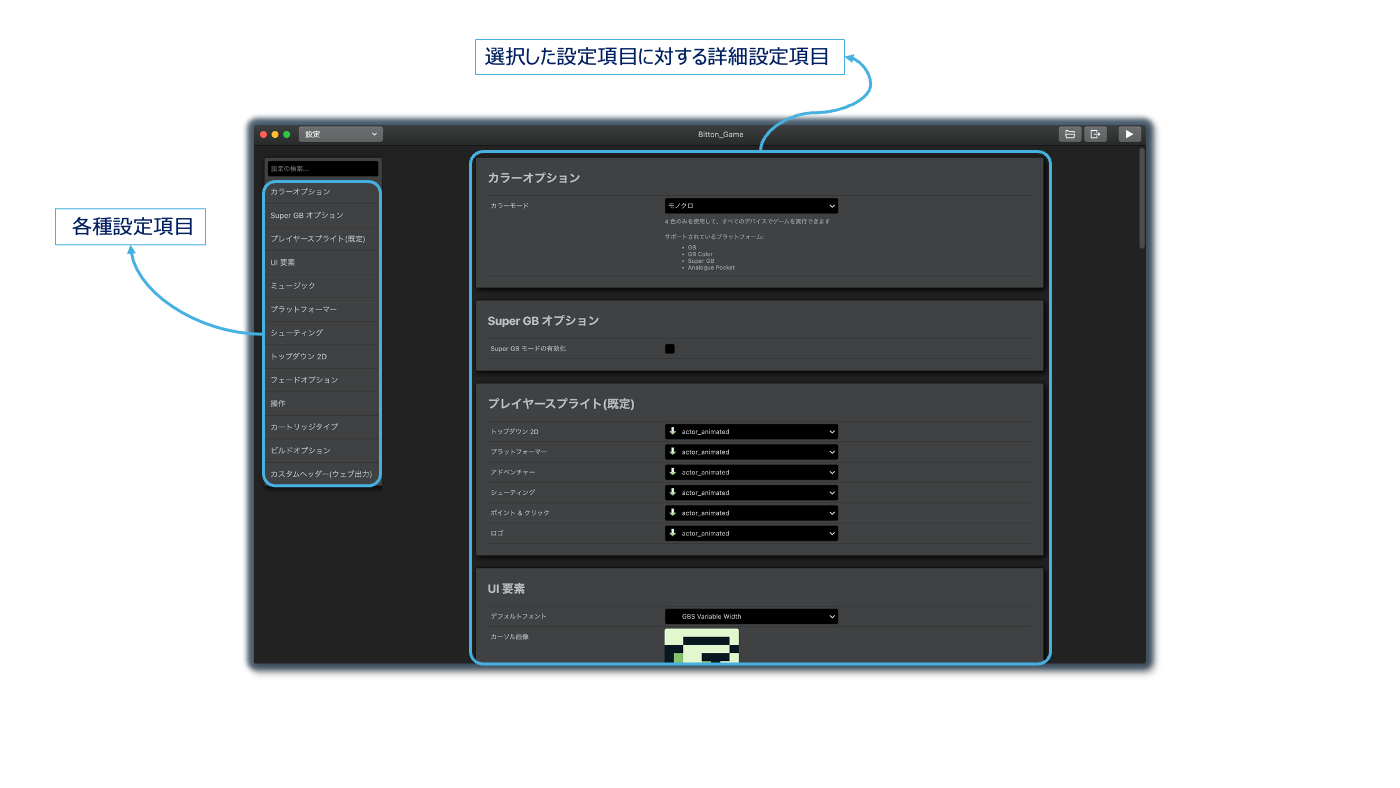 選択した設定項目に対する詳細設定項目
設定
Bitton_Game
設定の検索...
各種設定項目
カラーオプション
Super GB オプション
プレイヤースプライト(既定)
UI 要素
ミュージック
プラットフォーマー
シューティング
トップダウン 2D
フェードオプション
操作
カートリッジタイプ
ビルドオプション
カスタムヘッダー(ウェブ出力)
カラーオプション
カラーモード
モノクロ
4 色のみを使用して、すべてのデバイスでゲームを実行できます
サポートされているプラットフォーム:
• GB
• GB Color
• Super GB
• Analogue Pocket
Super GB オプション
Super GB モードの有効化
プレイヤースプライト(既定)
トップダウン 2D actor_animated
プラットフォーマー actor_animated
アドベンチャー actor_animated
シューティング actor_animated
ポイント & クリック actor_animated
ロゴ actor_animated
UI 要素
デフォルトフォント GBS Variable Width
カーソル画像